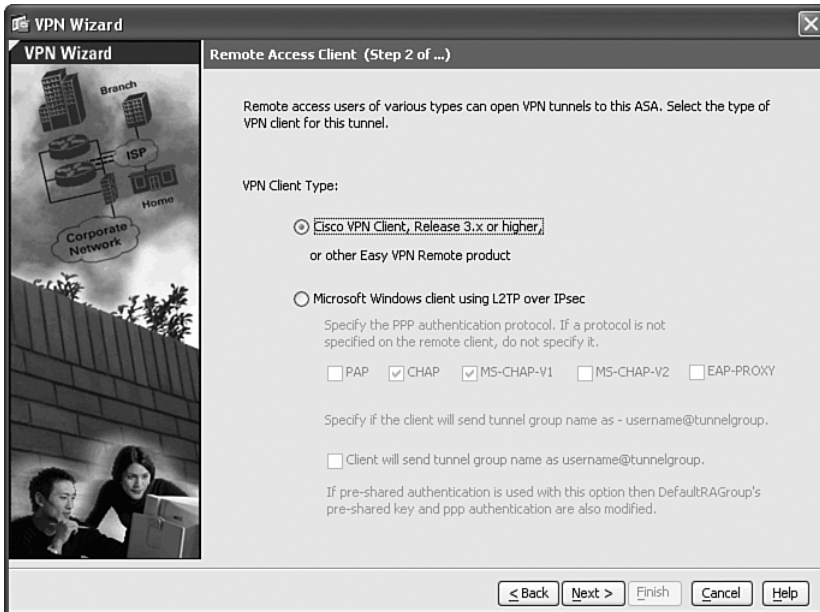 VPN Wizard
VPN Wizard
Branch
ISP
Home
Corporate
Network
Remote Access Client (Step 2 of ...)
Remote access users of various types can open VPN tunnels to this ASA. Select the type of
VPN client for this tunnel.
VPN Client Type:
Cisco VPN Client, Release 3.x or higher,
or other Easy VPN Remote product
Microsoft Windows client using L2TP over IPsec
Specify the PPP authentication protocol. If a protocol is not
specified on the remote client, do not specify it.
PAP CHAP MS-CHAP-V1 MS-CHAP-V2 EAP-PROXY
Specify if the client will send tunnel group name as - username@tunnelgroup.
Client will send tunnel group name as username@tunnelgroup.
If pre-shared authentication is used with this option then DefaultRAGroup's
pre-shared key and ppp authentication are also modified.
< Back Next > Finish Cancel Help